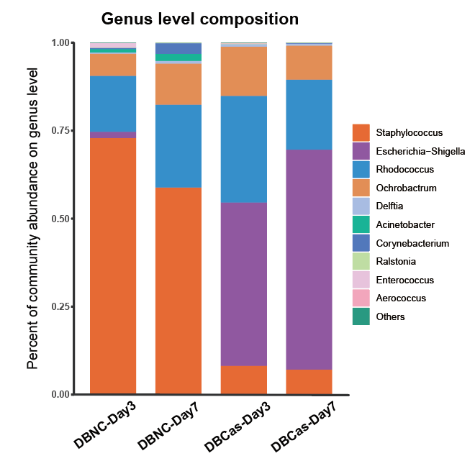 Genus level composition
Percent of community abundance on genus level
1.00
0.75
0.50
0.25
0.00
DBNC-Day3
DBNC-Day7
DBCas-Day3
DBCas-Day7
Staphylococcus
Escherichia-Shigella
Rhodococcus
Ochrobactrum
Delftia
Acinetobacter
Corynebacterium
Ralstonia
Enterococcus
Aerococcus
Others